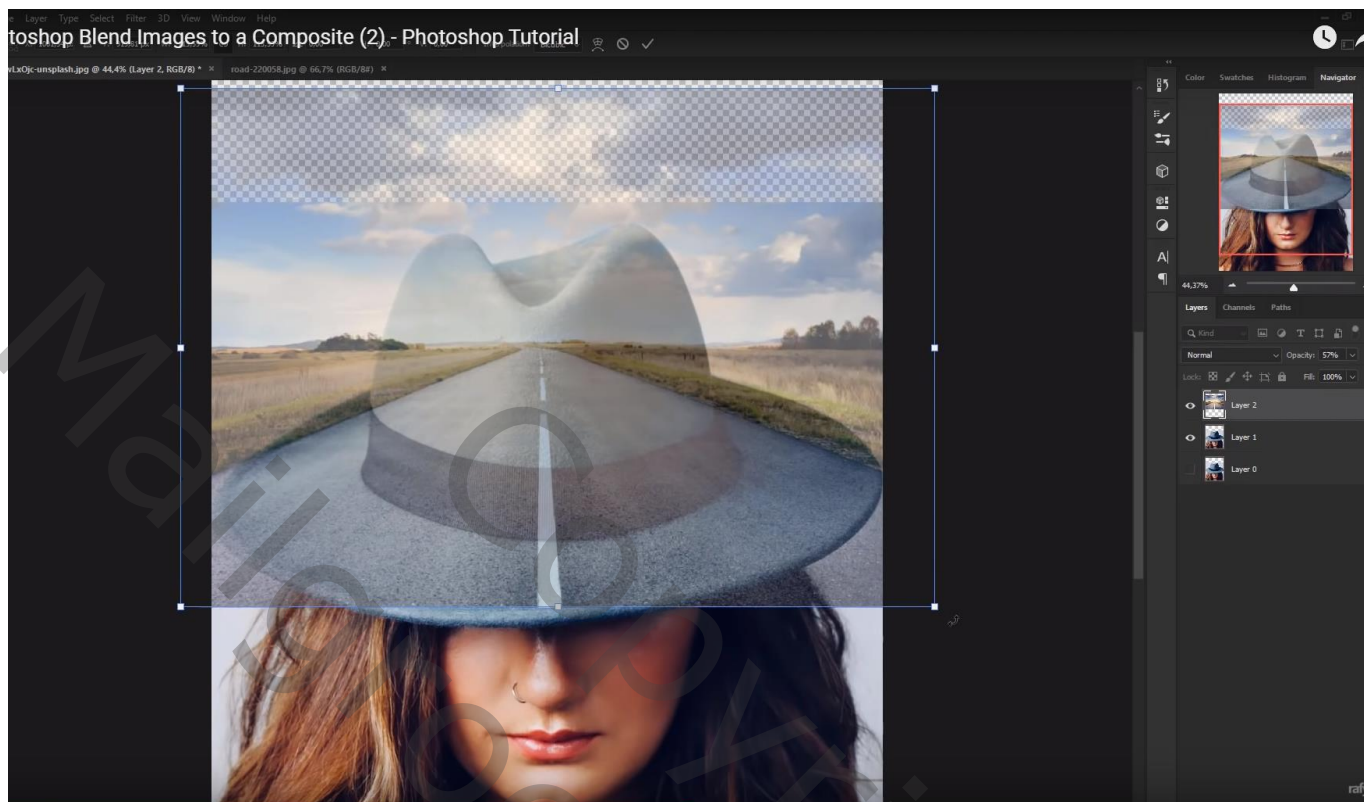 Layer Type Select Filter 3D View Window Help
toshop Blend Images to a Composite (2) - Photoshop Tutorial
wLxOjc-unsplash.jpg @ 44,4% (Layer 2, RGB/8) * × road-220058.jpg @ 66,7% (RGB/8#) ×
Color Swatches Histogram Navigator
44,37%
Layers Channels Paths
Kind
Normal Opacity: 57%
Lock: Fill: 100%
Layer 2
Layer 1
Layer 0